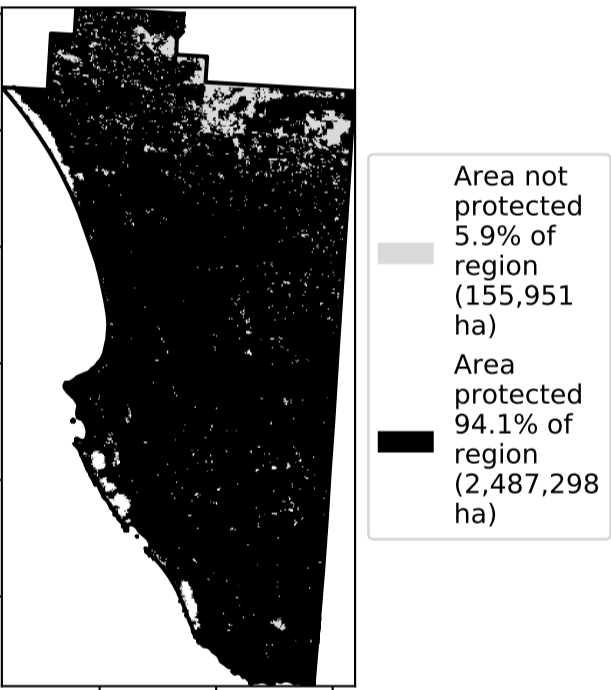 Area not
protected
5.9% of
region
(155,951
ha)
Area
protected
94.1% of
region
(2,487,298
ha)